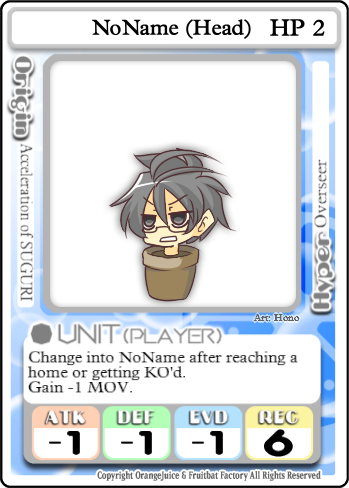 NoName (Head) HP 2
Origin
Acceleration of SUGURI
Hyper
Overseer
Art: Hono
UNIT(PLAYER)
Change into NoName after reaching a
home or getting KO'd.
Gain -1 MOV.
ATK DEF EVD REC
-1 -1 -1 6
Copyright Orangejuice & Fruitbat Factory All Rights Reserved